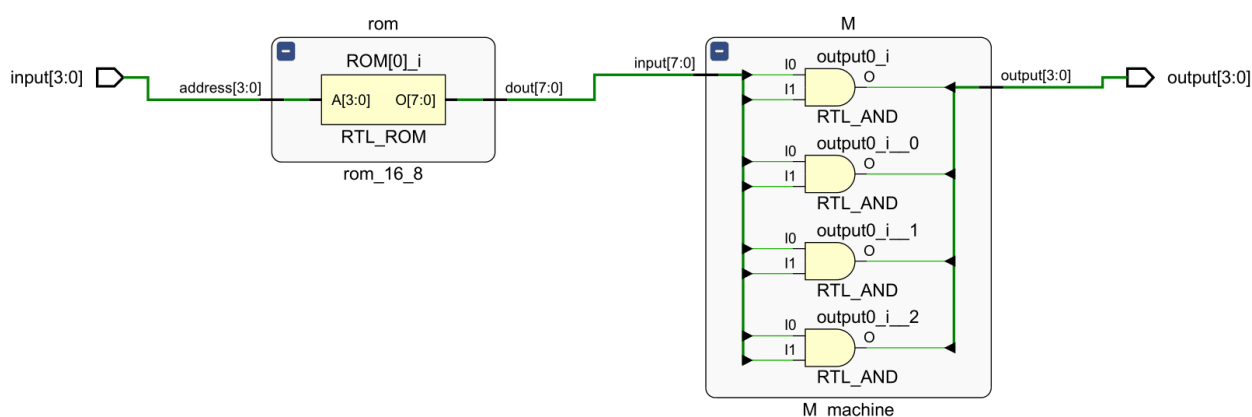 rom
M
input[3:0]
address[3:0]
ROM[0]_i
A[3:0] O[7:0]
RTL_ROM
dout[7:0]
rom_16_8
input[7:0]
output0_i
I0
I1
O
RTL_AND
output0_i__0
I0
I1
O
RTL_AND
output0_i__1
I0
I1
O
RTL_AND
output0_i__2
I0
I1
O
RTL_AND
output[3:0]
output[3:0]
M_machine